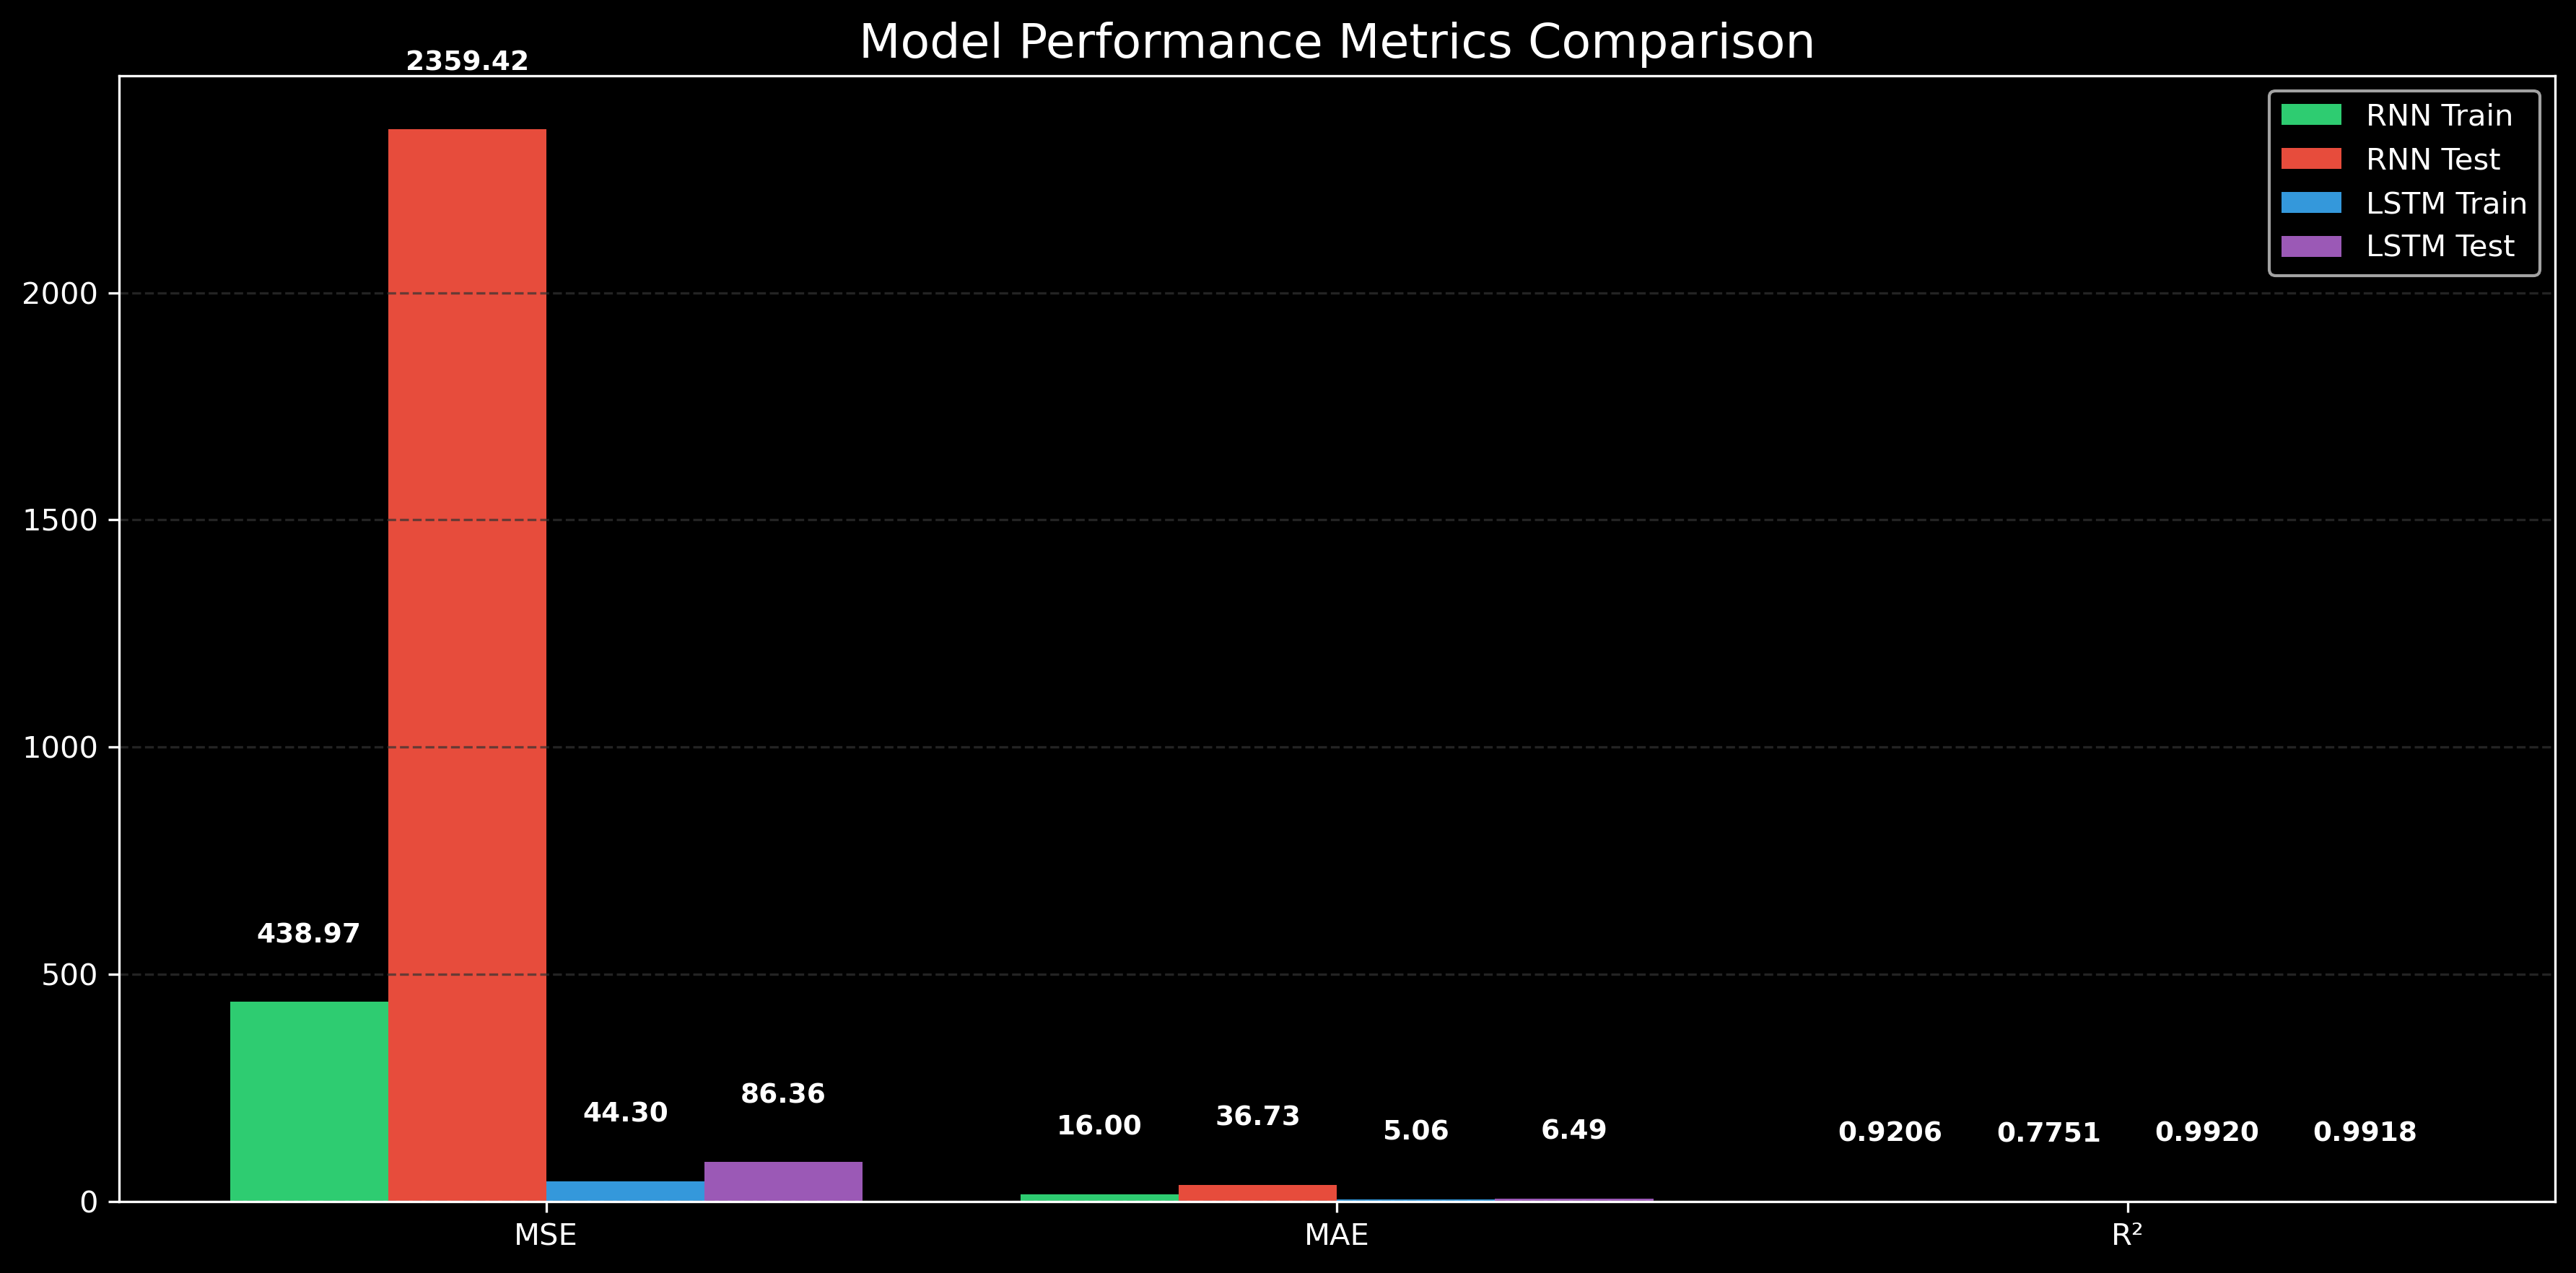 Model Performance Metrics Comparison
2359.42
RNN Train
RNN Test
LSTM Train
LSTM Test
2000
1500
1000
500
0
438.97
44.30
86.36
16.00
36.73
5.06
6.49
0.9206
0.7751
0.9920
0.9918
MSE
MAE
R²